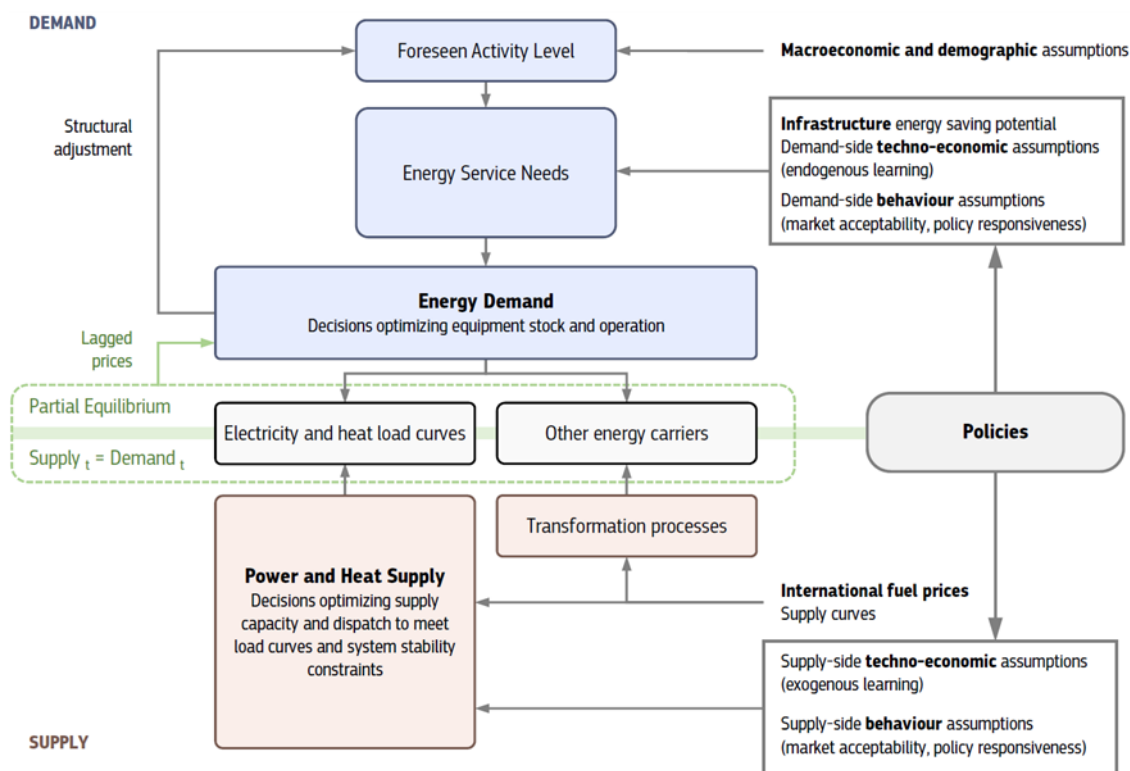 DEMAND
Foreseen Activity Level
Macroeconomic and demographic assumptions
Structural
adjustment
Infrastructure energy saving potential
Demand-side techno-economic assumptions
(endogenous learning)
Demand-side behaviour assumptions
(market acceptability, policy responsiveness)
Energy Service Needs
Energy Demand
Decisions optimizing equipment stock and operation
Lagged
prices
Partial Equilibrium
Supply t = Demand t
Electricity and heat load curves
Other energy carriers
Policies
Transformation processes
Power and Heat Supply
Decisions optimizing supply
capacity and dispatch to meet
load curves and system stability
constraints
International fuel prices
Supply curves
Supply-side techno-economic assumptions
(exogenous learning)
Supply-side behaviour assumptions
(market acceptability, policy responsiveness)
SUPPLY